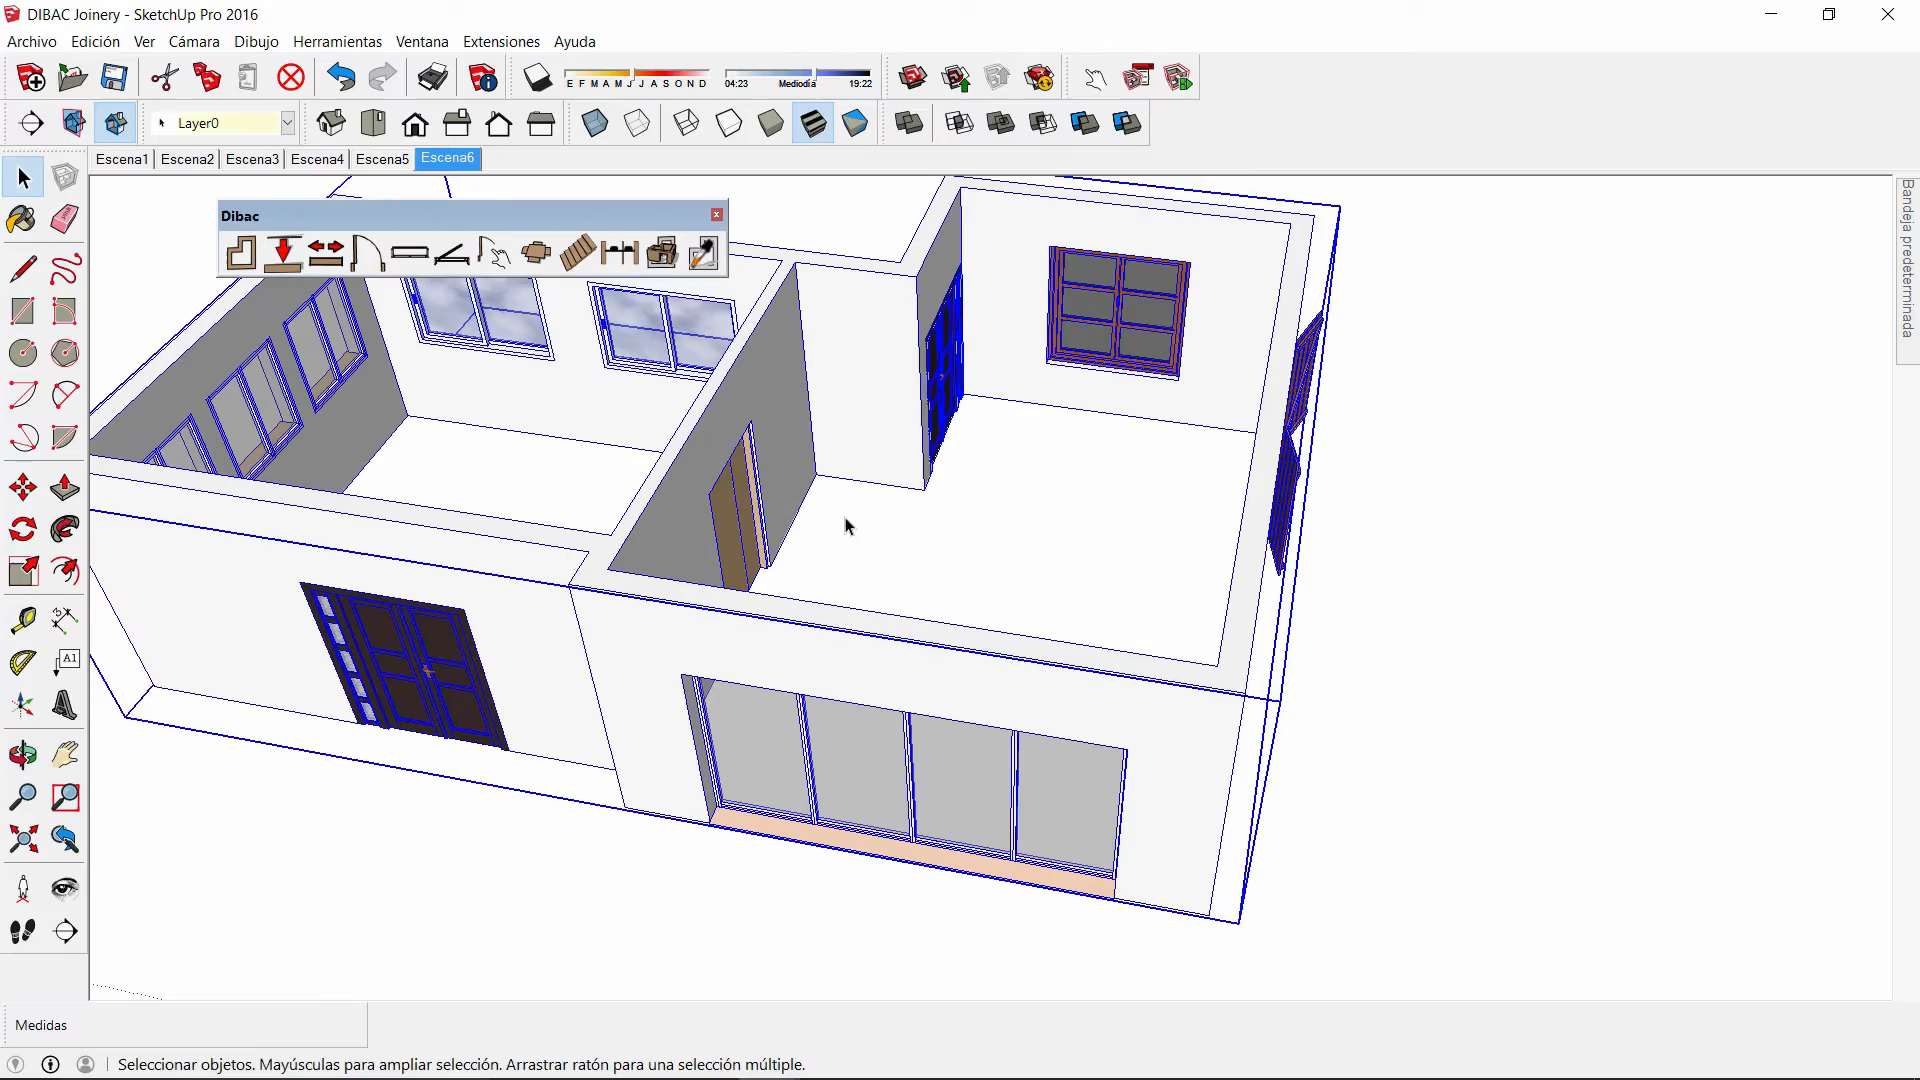 DIBAC Joinery - SketchUp Pro 2016
Archivo Edición Ver Cámara Dibujo Herramientas Ventana Extensiones Ayuda
E F M A M J J A S O N D 04:23 Mediodía 19:22
Layer0
Escena1 Escena2 Escena3 Escena4 Escena5 Escena6
Bandeja predeterminada
Dibac
A1
Medidas
Seleccionar objetos. Mayúsculas para ampliar selección. Arrastrar ratón para una selección múltiple.